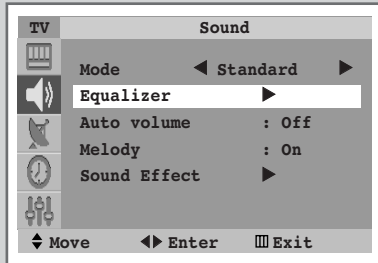 TV Sound
Mode Standard
Equalizer
Auto volume : Off
Melody : On
Sound Effect
Move Enter Exit